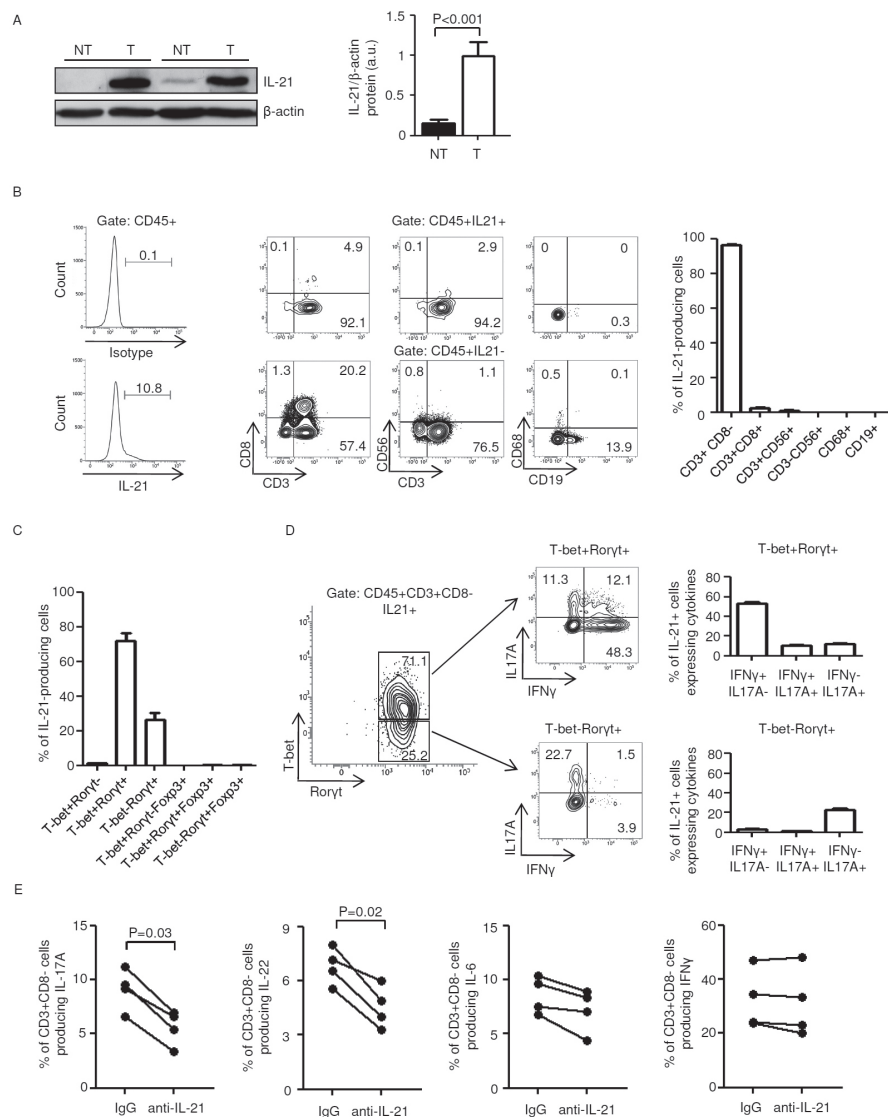 A
NT T NT T
IL-21
β-actin
IL-21/β-actin
protein (a.u.)
P<0.001
1.5
1
0.5
0
NT T
B
Gate: CD45+
Count
0.1
Isotype
Count
10.8
IL-21
Gate: CD45+IL21+
0.1 4.9
92.1
0.1 2.9
94.2
0 0
0.3
Gate: CD45+IL21-
1.3 20.2
57.4
0.8 1.1
76.5
0.5 0.1
13.9
CD8
CD3
CD56
CD3
CD68
CD19
% of IL-21-producing cells
100
80
60
40
20
0
CD3+ CD8-
CD3+CD8+
CD3+CD56+
CD3-CD56+
CD68+
CD19+
C
% of IL-21-producing cells
100
80
60
40
20
0
T-bet+Rorγt-
T-bet+Rorγt+
T-bet-Rorγt+
T-bet+Rorγt-Foxp3+
T-bet+Rorγt+Foxp3+
T-bet-Rorγt+Foxp3+
D
Gate: CD45+CD3+CD8-
IL21+
71.1
25.2
T-bet
Rorγt
T-bet+Rorγt+
11.3 12.1
48.3
IL17A
IFNγ
T-bet-Rorγt+
22.7 1.5
3.9
IL17A
IFNγ
T-bet+Rorγt+
% of IL-21+ cells
expressing cytokines
80
60
40
20
0
IFNγ+ IFNγ+ IFNγ-
IL17A- IL17A+ IL17A+
T-bet-Rorγt+
% of IL-21+ cells
expressing cytokines
80
60
40
20
0
IFNγ+ IFNγ+ IFNγ-
IL17A- IL17A+ IL17A+
E
% of CD3+CD8- cells
producing IL-17A
P=0.03
15
10
5
0
IgG anti-IL-21
% of CD3+CD8- cells
producing IL-22
P=0.02
9
6
3
0
IgG anti-IL-21
% of CD3+CD8- cells
producing IL-6
15
10
5
0
IgG anti-IL-21
% of CD3+CD8- cells
producing IFNγ
60
40
20
0
IgG anti-IL-21